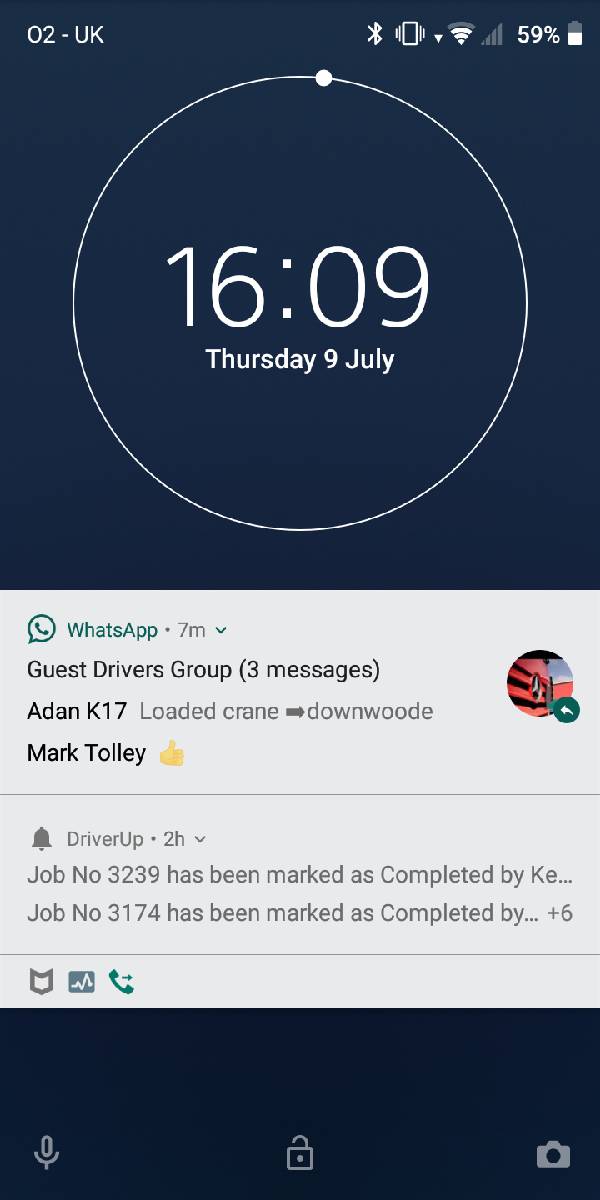 O2 - UK 59%
16:09
Thursday 9 July
WhatsApp • 7m
Guest Drivers Group (3 messages)
Adan K17 Loaded crane ➡downwoode
Mark Tolley 👍
DriverUp • 2h
Job No 3239 has been marked as Completed by Ke...
Job No 3174 has been marked as Completed by... +6